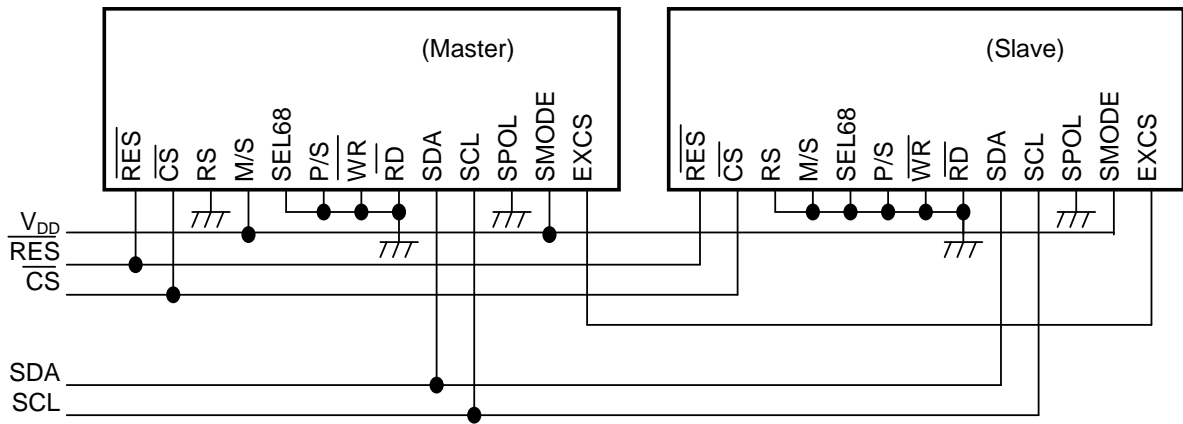 (Master)
(Slave)
RES
CS
RS
M/S
SEL68
P/S
WR
RD
SDA
SCL
SPOL
SMODE
EXCS
RES
CS
RS
M/S
SEL68
P/S
WR
RD
SDA
SCL
SPOL
SMODE
EXCS
VDD
RES
CS
SDA
SCL